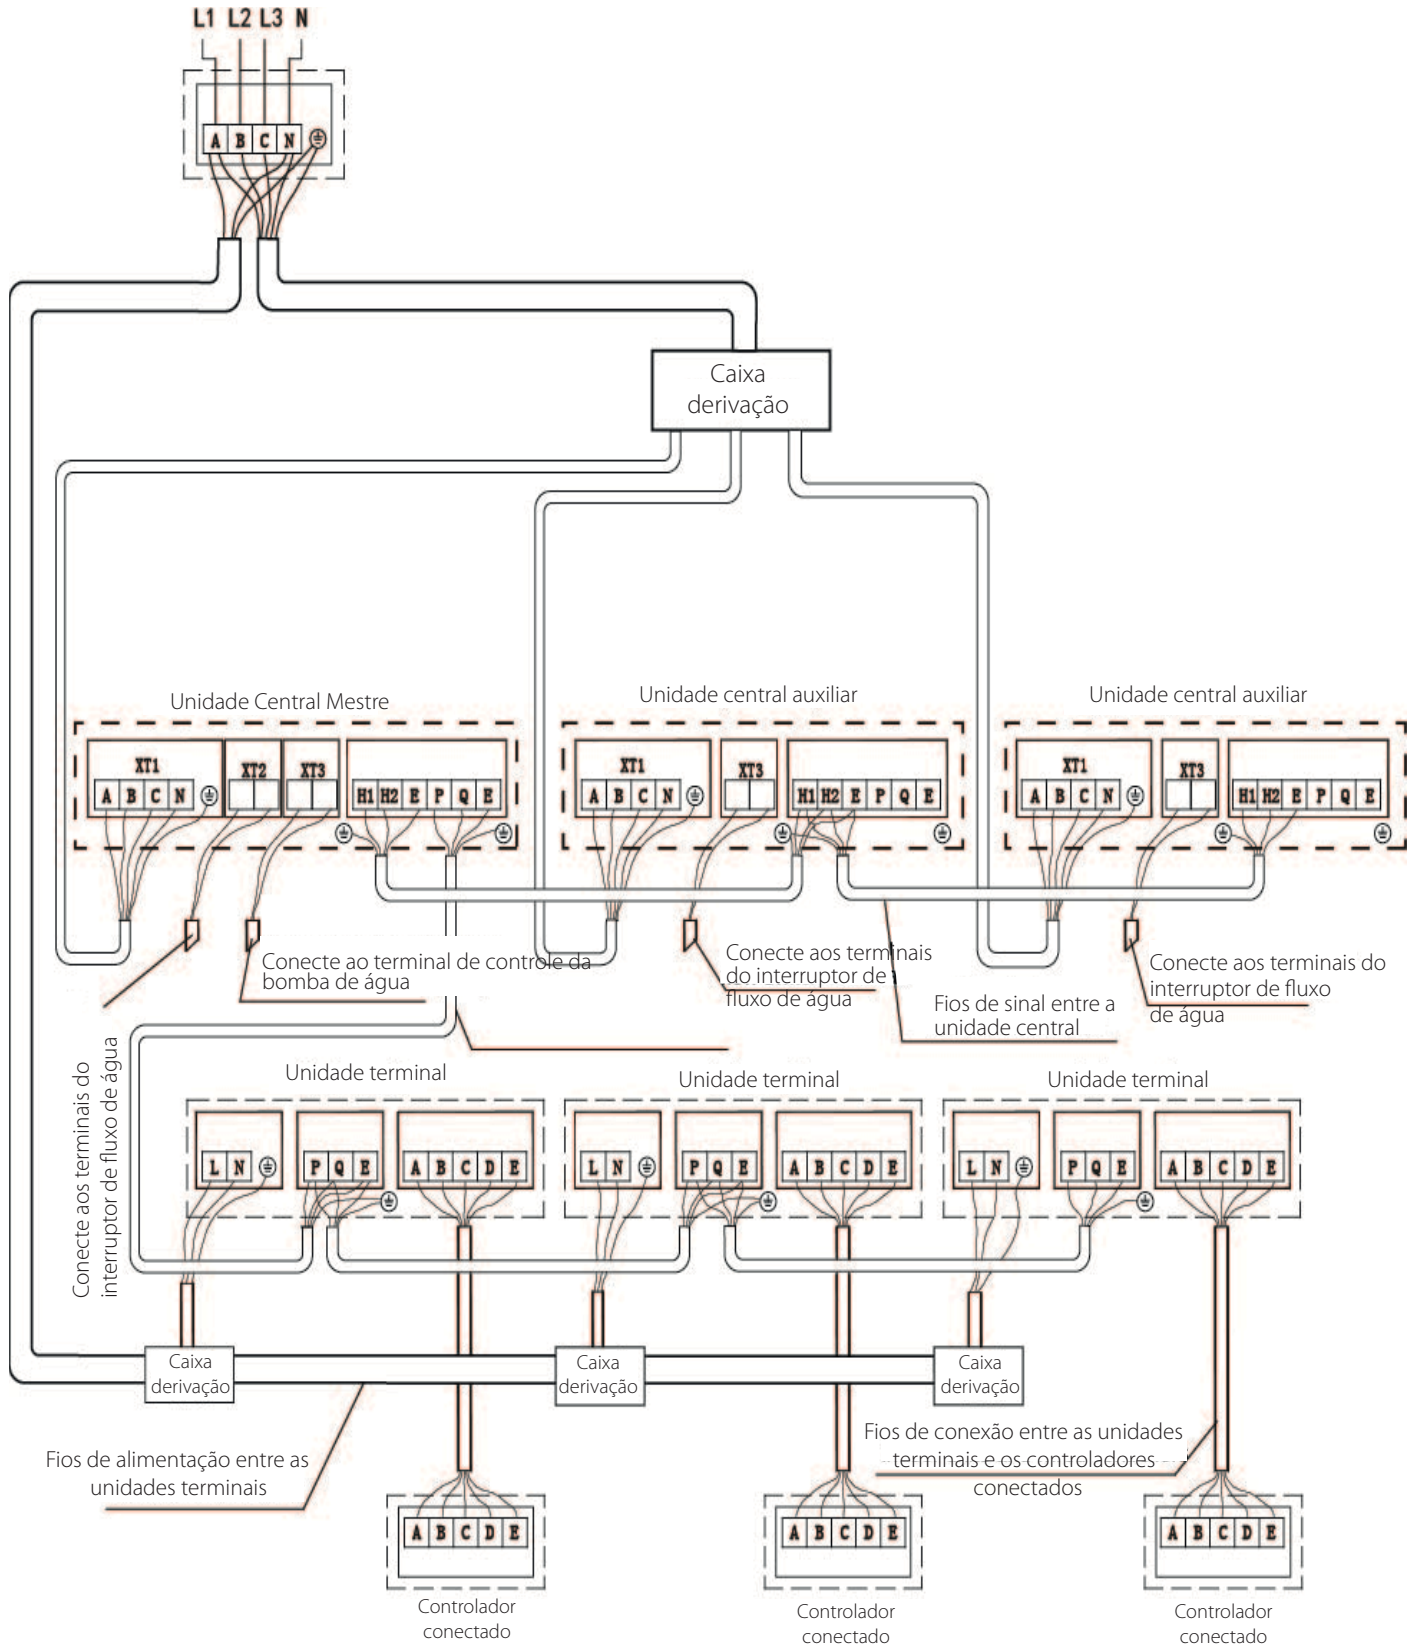 L1 L2 L3 N
A B C N
Caixa
derivação
Unidade Central Mestre
Unidade central auxiliar
Unidade central auxiliar
XT1 XT2 XT3
A B C N
H1 H2 E P Q E
XT1 XT3
A B C N
H1 H2 E P Q E
XT1 XT3
A B C N
H1 H2 E P Q E
Conecte ao terminal de controle da
bomba de água
Conecte aos terminais
do interruptor de
fluxo de água
Fios de sinal entre a
unidade central
Conecte aos terminais do
interruptor de fluxo
de água
Conecte aos terminais do
interruptor de fluxo de água
Unidade terminal
Unidade terminal
Unidade terminal
L N
P Q E
A B C D E
L N
P Q E
A B C D E
L N
P Q E
A B C D E
Caixa
derivação
Caixa
derivação
Caixa
derivação
Fios de alimentação entre as
unidades terminais
Fios de conexão entre as unidades
terminais e os controladores
conectados
A B C D E
A B C D E
A B C D E
Controlador
conectado
Controlador
conectado
Controlador
conectado